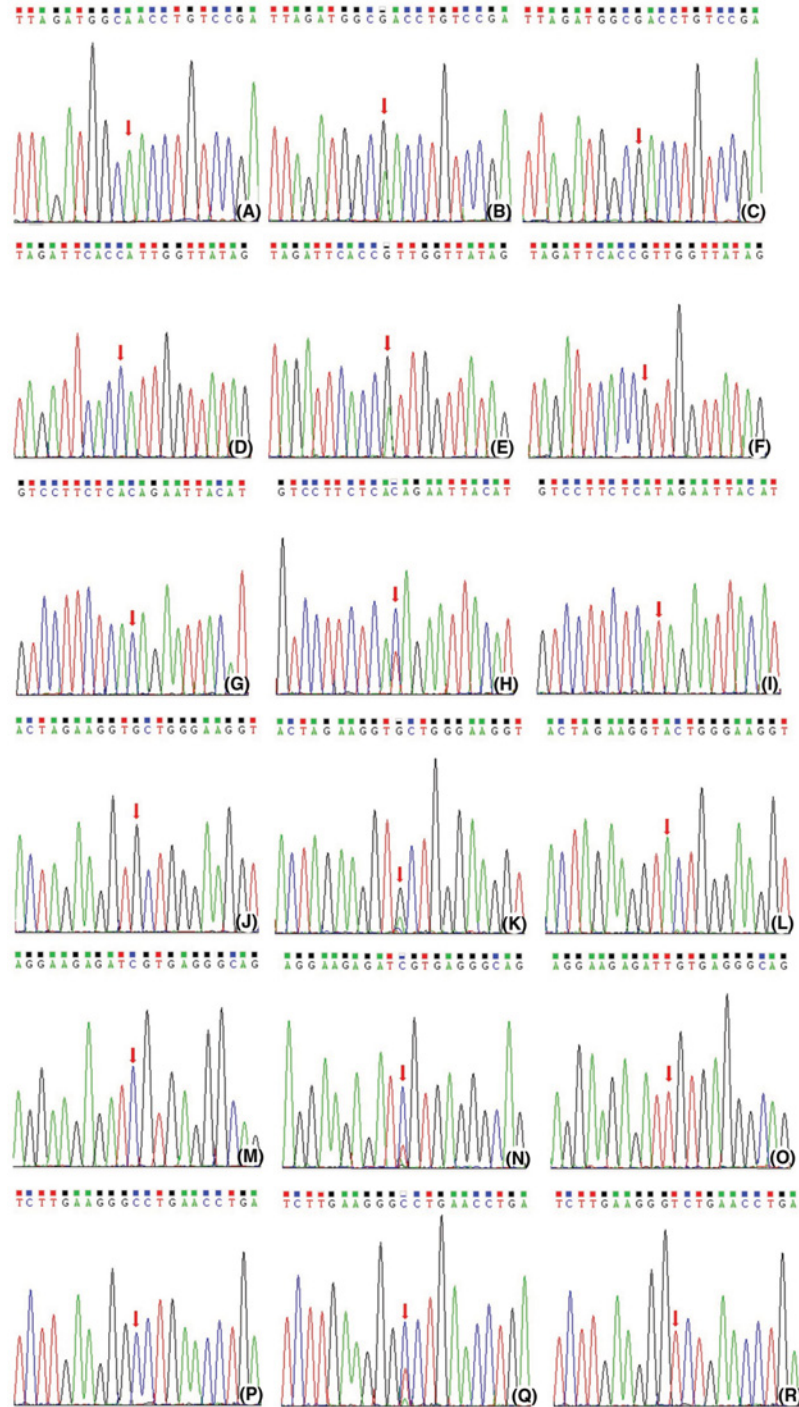 TTAGATGGCAACCTGTCCGA TTAGATGGCGACCTGTCCGA TTAGATGGCGACCTGTCCGA
(A) (B) (C)
TAGATTCACCATTGGTTATAG TAGATTCACCGTTGGTTATAG TAGATTCACCGTTGGTTATAG
(D) (E) (F)
GTCCTTCTCACAGAATTACAT GTCCTTCTCACAGAATTACAT GTCCTTCTCATAGAATTACAT
(G) (H) (I)
ACTAGAAGGTGCTGGGAAGGT ACTAGAAGGTGCTGGGAAGGT ACTAGAAGGTACTGGGAAGGT
(J) (K) (L)
AGGAAGAGATCGTGAGGGCAG AGGAAGAGATCGTGAGGGCAG AGGAAGAGATTGTGAGGGCAG
(M) (N) (O)
TCTTGAAGGGCCTGAACCTGA TCTTGAAGGGCCTGAACCTGA TCTTGAAGGGTCTGAACCTGA
(P) (Q) (R)